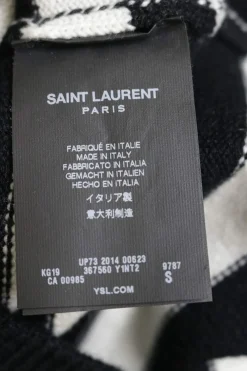 SAINT LAURENT
PARIS
FABRIQUÉ EN ITALIE
MADE IN ITALY
FABBRICATO IN ITALIA
GEMACHT IN ITALIEN
HECHO EN ITALIA
イタリア製
意大利制造
UP73 2014 00623
KG19 367560 Y1NT2 9787
CA 00985 S
YSL.COM